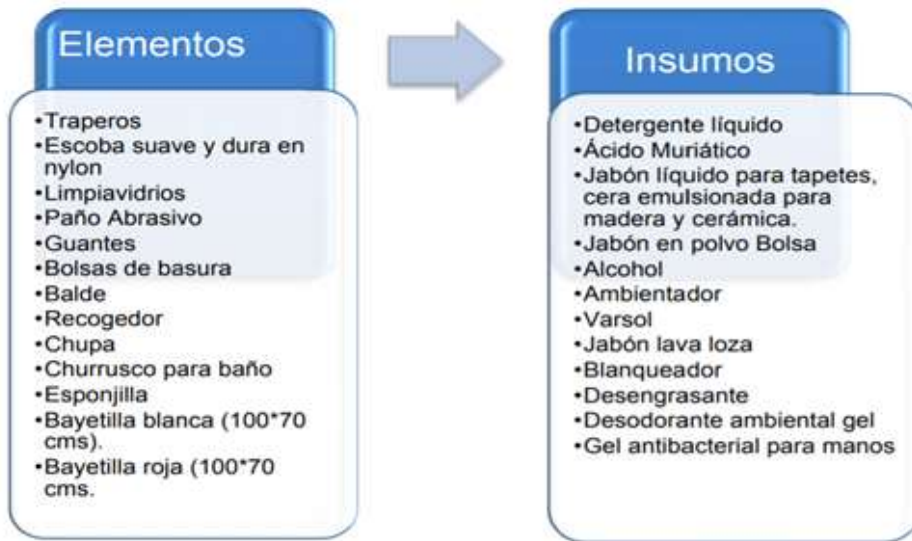 Elementos
•Traperos
•Escoba suave y dura en
nylon
•Limpiavidrios
•Paño Abrasivo
•Guantes
•Bolsas de basura
•Balde
•Recogedor
•Chupa
•Churrusco para baño
•Esponjilla
•Bayetilla blanca (100*70
cms).
•Bayetilla roja (100*70
cms.
Insumos
•Detergente líquido
•Ácido Muriático
•Jabón líquido para tapetes,
cera emulsionada para
madera y cerámica.
•Jabón en polvo Bolsa
•Alcohol
•Ambientador
•Varsol
•Jabón lava loza
•Blanqueador
•Desengrasante
•Desodorante ambiental gel
•Gel antibacterial para manos